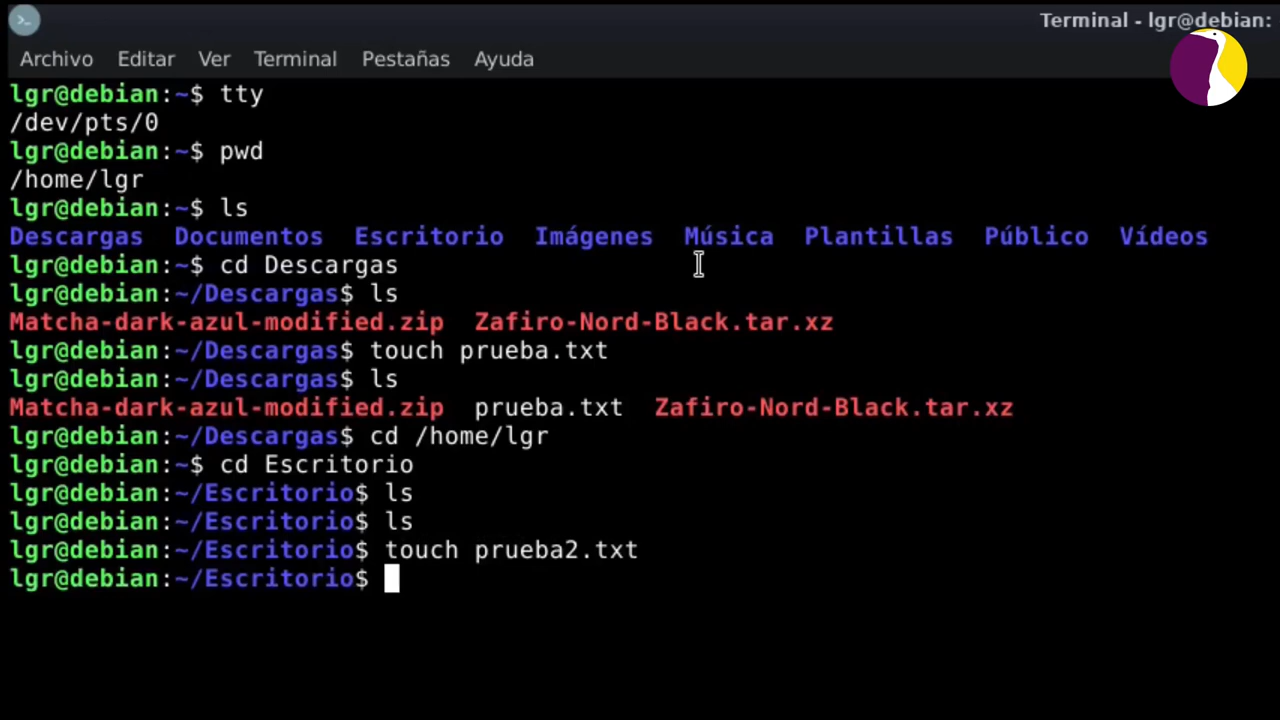 Terminal - lgr@debian:
Archivo Editar Ver Terminal Pestañas Ayuda
lgr@debian:~$ tty
/dev/pts/0
lgr@debian:~$ pwd
/home/lgr
lgr@debian:~$ ls
Descargas Documentos Escritorio Imágenes Música Plantillas Público Vídeos
lgr@debian:~$ cd Descargas
lgr@debian:~/Descargas$ ls
Matcha-dark-azul-modified.zip Zafiro-Nord-Black.tar.xz
lgr@debian:~/Descargas$ touch prueba.txt
lgr@debian:~/Descargas$ ls
Matcha-dark-azul-modified.zip prueba.txt Zafiro-Nord-Black.tar.xz
lgr@debian:~/Descargas$ cd /home/lgr
lgr@debian:~$ cd Escritorio
lgr@debian:~/Escritorio$ ls
lgr@debian:~/Escritorio$ ls
lgr@debian:~/Escritorio$ touch prueba2.txt
lgr@debian:~/Escritorio$